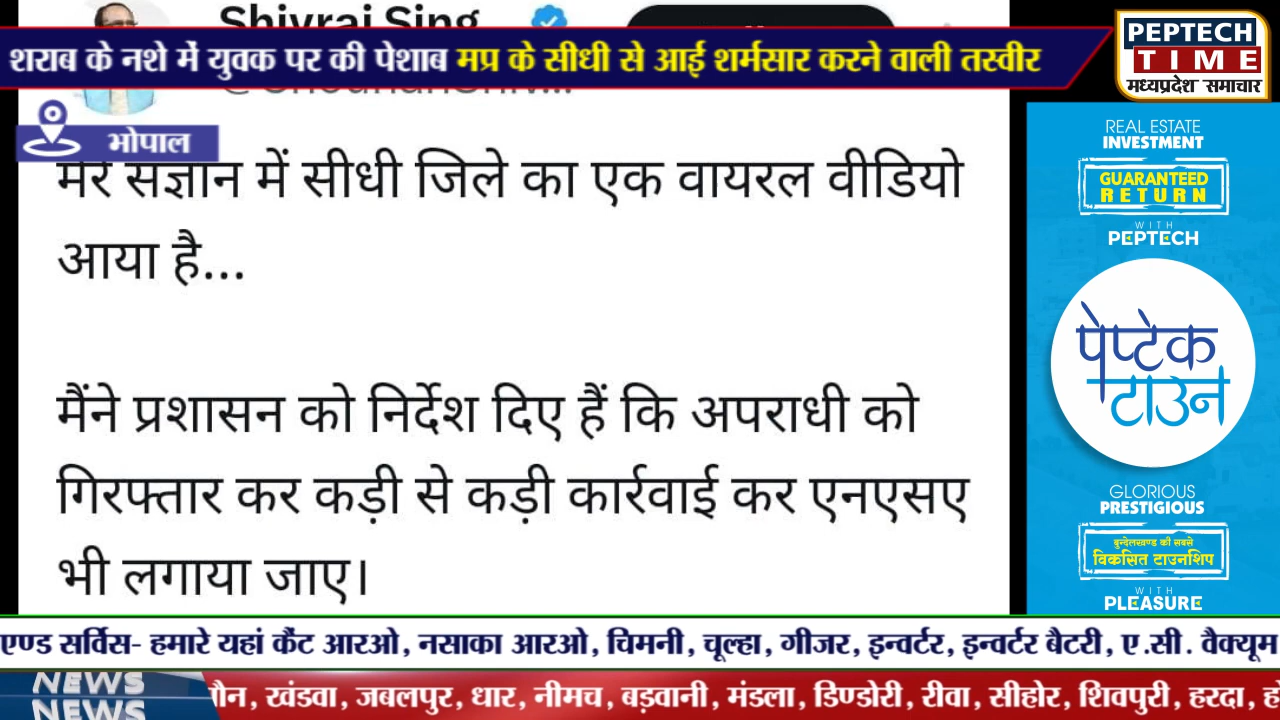 Shivraj Sing
शराब के नशे में युवक पर की पेशाब मप्र के सीधी से आई शर्मसार करने वाली तस्वीर
PEPTECH
TIME
मध्यप्रदेश समाचार
भोपाल
मेरे संज्ञान में सीधी जिले का एक वायरल वीडियो
आया है...
मैंने प्रशासन को निर्देश दिए हैं कि अपराधी को
गिरफ्तार कर कड़ी से कड़ी कार्रवाई कर एनएसए
भी लगाया जाए।
REAL ESTATE
INVESTMENT
GUARANTEED
RETURN
WITH
PEPTECH
पेप्टेक
टाउन
GLORIOUS
PRESTIGIOUS
बुन्देलखण्ड की सबसे
विकसित टाउनशिप
WITH
PLEASURE
एण्ड सर्विस- हमारे यहां कैंट आरओ, नसाका आरओ, चिमनी, चूल्हा, गीजर, इन्वर्टर, इन्वर्टर बैटरी, ए.सी. वैक्यूम
NEWS
NEWS
खंडवा, जबलपुर, धार, नीमच, बड़वानी, मंडला, डिण्डोरी, रीवा, सीहोर, शिवपुरी, हरदा,